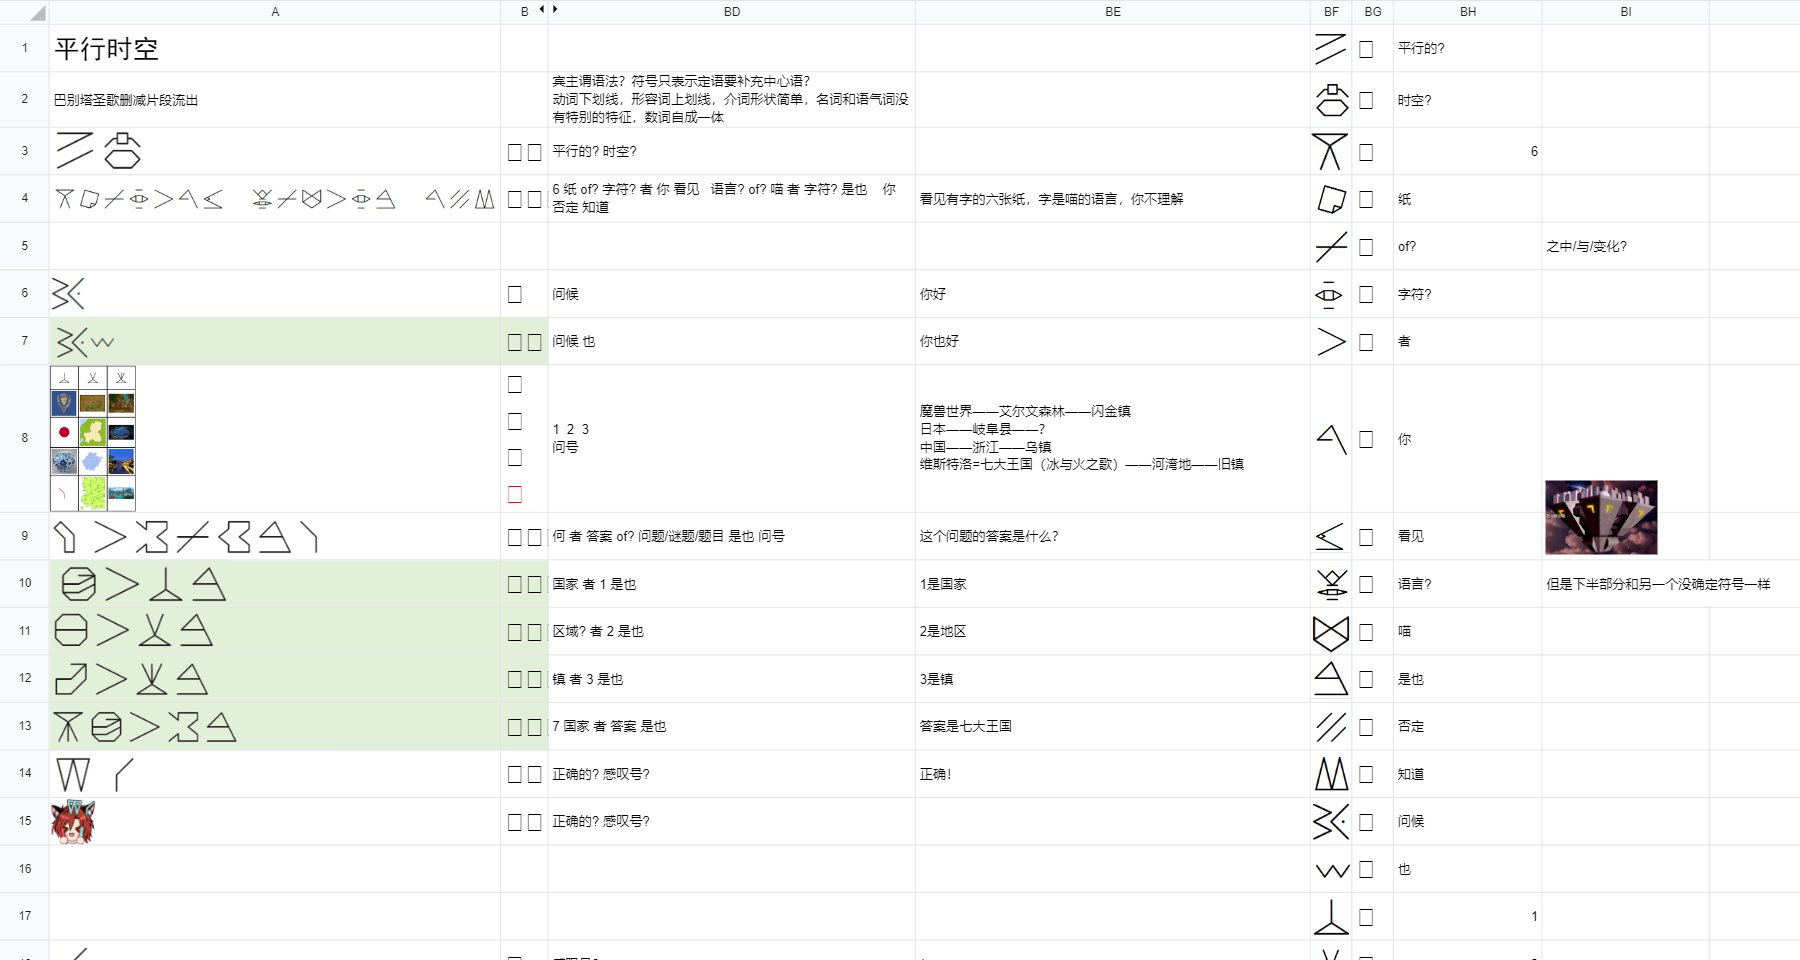 A B BD BE BF BG BH BI
1 平行时空 平行的?
2 巴别塔圣歌删减片段流出
宾主谓语法？符号只表示定语要补充中心语？
动词下划线，形容词上划线，介词形状简单，名词和语气词没
有特别的特征，数词自成一体
时空?
3 平行的? 时空? 6
4 6 纸 of? 字符? 者 你 看见 语言? of? 喵 者 字符? 是也 你
否定 知道
看见有字的六张纸，字是喵的语言，你不理解
纸
5 of? 之中/与/变化?
6 问候 你好 字符?
7 问候 也 你也好 者
8
1 2 3
问号
魔兽世界——艾尔文森林——闪金镇
日本——岐阜县——?
中国——浙江——乌镇
维斯特洛=七大王国（冰与火之歌）——河湾地——旧镇
你
9 何 者 答案 of? 问题/谜题/题目 是也 问号 这个问题的答案是什么? 看见
10 国家 者 1 是也 1是国家 语言? 但是下半部分和另一个没确定符号一样
11 区域? 者 2 是也 2是地区 喵
12 镇 者 3 是也 3是镇 是也
13 7 国家 者 答案 是也 答案是七大王国 否定
14 正确的? 感叹号? 正确! 知道
15 正确的? 感叹号? 问候
16 也
17 1